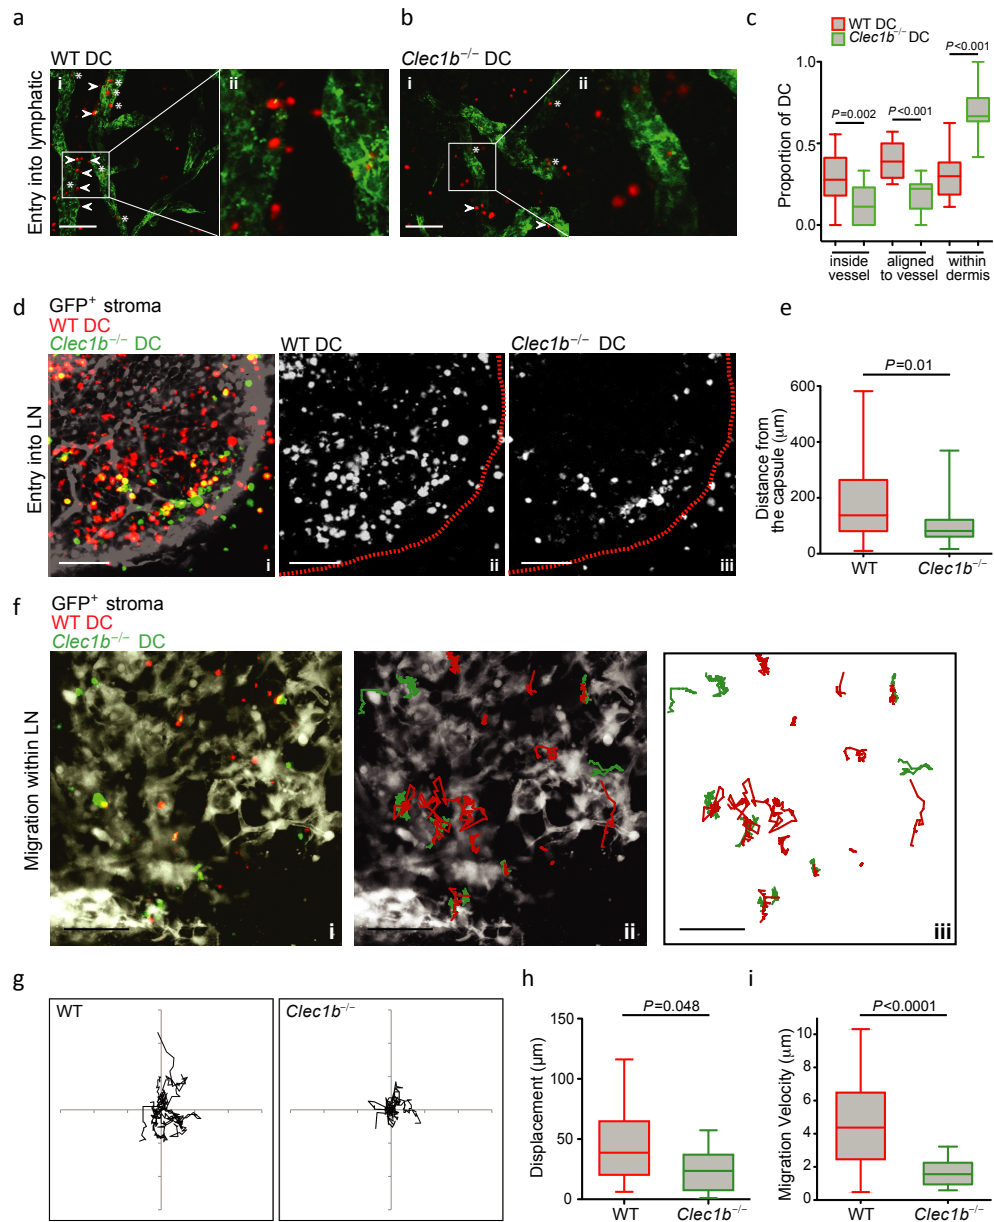 a
WT DC
Entry into lymphatic
i
*
*
*
*
*
*
ii
b
Clec1b–/– DC
i
*
*
*
ii
c
WT DC
Clec1b–/– DC
P<0.001
P=0.002
P<0.001
Proportion of DC
1.0
0.5
0.0
inside vessel
aligned to vessel
within dermis
d
GFP+ stroma
WT DC
Clec1b–/– DC
Entry into LN
i
WT DC
ii
Clec1b–/– DC
iii
e
P=0.01
Distance from
the capsule (μm)
600
400
200
0
WT
Clec1b–/–
f
GFP+ stroma
WT DC
Clec1b–/– DC
Migration within LN
i
ii
iii
g
WT
Clec1b–/–
h
P=0.048
Displacement (μm)
150
100
50
0
WT
Clec1b–/–
i
P<0.0001
Migration Velocity (μm)
10
8
6
4
2
0
WT
Clec1b–/–